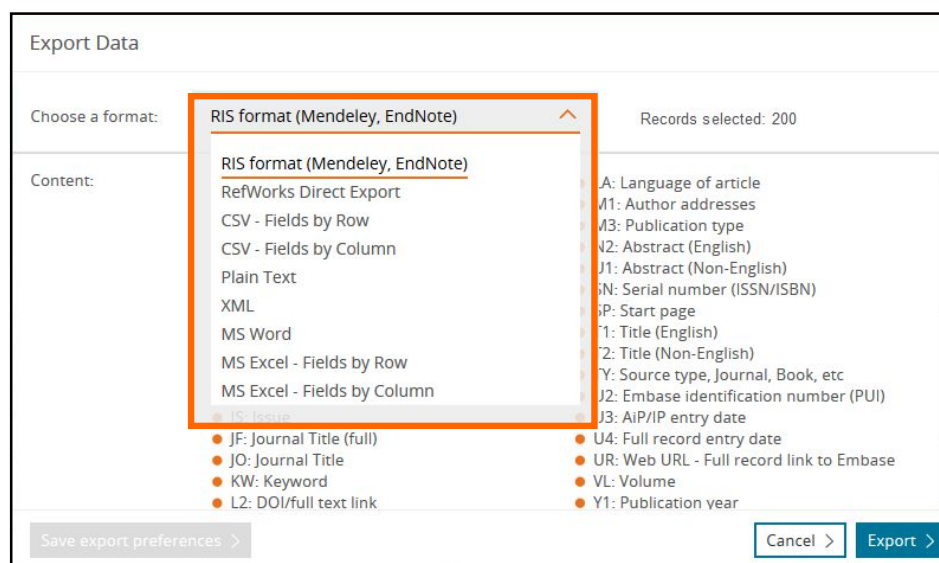 Export Data
Choose a format:
RIS format (Mendeley, EndNote)
Records selected: 200
Content:
RIS format (Mendeley, EndNote)
RefWorks Direct Export
CSV - Fields by Row
CSV - Fields by Column
Plain Text
XML
MS Word
MS Excel - Fields by Row
MS Excel - Fields by Column
IS: Issue
JF: Journal Title (full)
JO: Journal Title
KW: Keyword
L2: DOI/full text link
LA: Language of article
M1: Author addresses
M3: Publication type
N2: Abstract (English)
U1: Abstract (Non-English)
SN: Serial number (ISSN/ISBN)
SP: Start page
T1: Title (English)
T2: Title (Non-English)
TY: Source type, Journal, Book, etc
U2: Embase identification number (PUI)
U3: AiP/IP entry date
U4: Full record entry date
UR: Web URL - Full record link to Embase
VL: Volume
Y1: Publication year
Save export preferences >
Cancel >
Export >